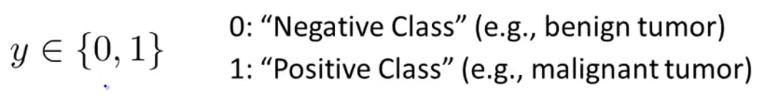 0: “Negative Class” (e.g., benign tumor)
y ∈ {0, 1}
1: “Positive Class” (e.g., malignant tumor)